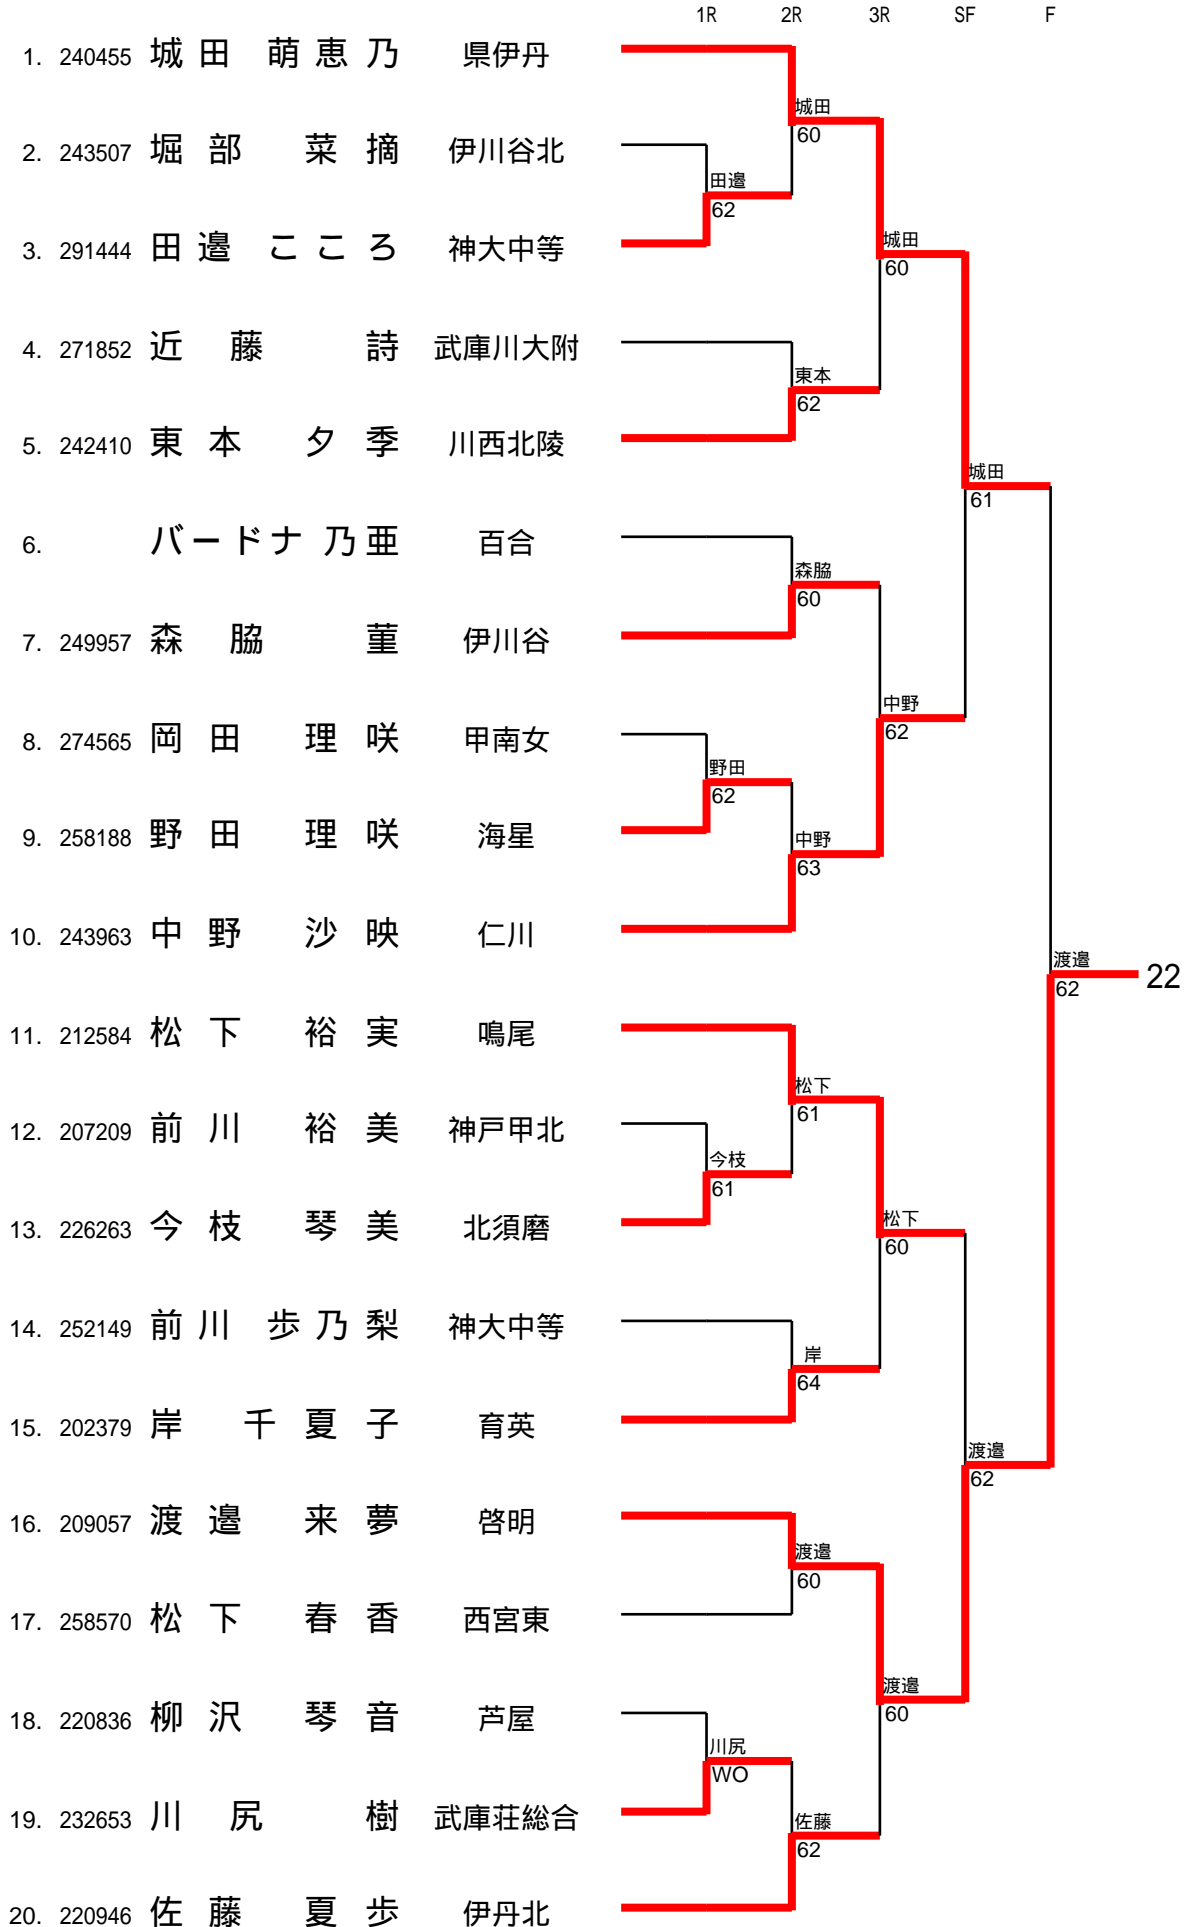 1R 2R 3R SF F
1. 240455 城田 萌恵乃 県伊丹
城田
60
2. 243507 堀部 菜摘 伊川谷北
田邉
62
3. 291444 田邉 こころ 神大中等
城田
60
4. 271852 近藤 詩 武庫川大附
東本
62
5. 242410 東本 夕季 川西北陵
城田
61
6. バードナ 乃亜 百合
森脇
60
7. 249957 森脇 菫 伊川谷
中野
62
8. 274565 岡田 理咲 甲南女
野田
62
9. 258188 野田 理咲 海星
中野
63
10. 243963 中野 沙映 仁川
渡邉
62
22
11. 212584 松下 裕実 鳴尾
松下
61
12. 207209 前川 裕美 神戸甲北
今枝
61
13. 226263 今枝 琴美 北須磨
松下
60
14. 252149 前川 歩乃梨 神大中等
岸
64
15. 202379 岸 千夏子 育英
渡邉
62
16. 209057 渡邉 来夢 啓明
渡邉
60
17. 258570 松下 春香 西宮東
渡邉
60
18. 220836 柳沢 琴音 芦屋
川尻
WO
19. 232653 川尻 樹 武庫荘総合
佐藤
62
20. 220946 佐藤 夏歩 伊丹北